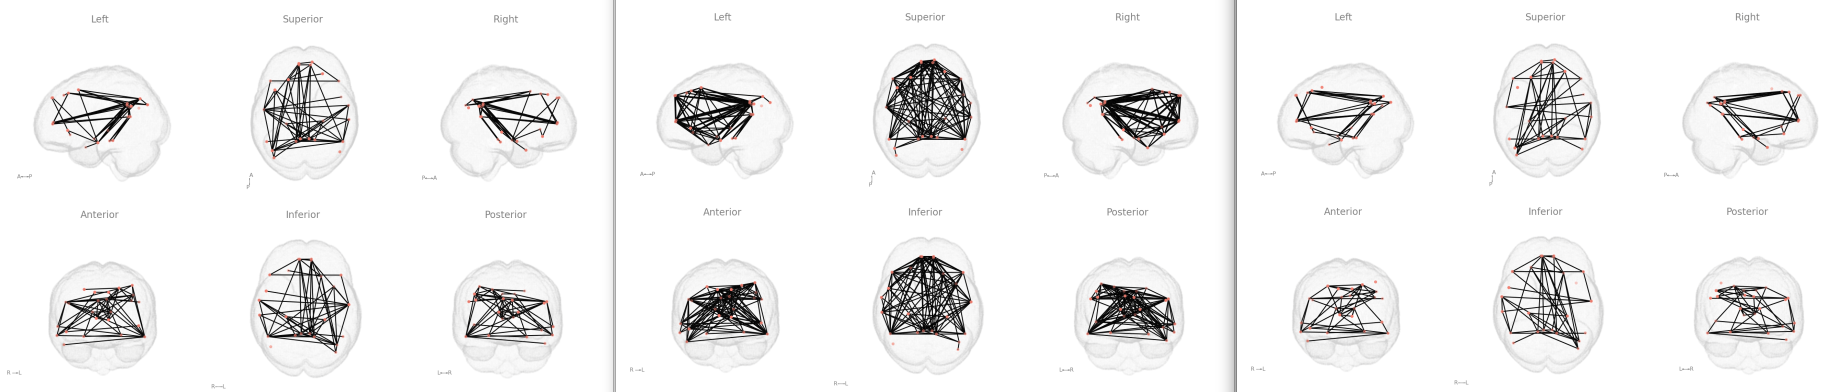 Left Superior Right
A⟷P
A
P
P⟷A
Anterior Inferior Posterior
R⟷L
R⟷L
L⟷R
Left Superior Right
A⟷P
A
P
P⟷A
Anterior Inferior Posterior
R⟷L
R⟷L
L⟷R
Left Superior Right
A⟷P
A
P
P⟷A
Anterior Inferior Posterior
R⟷L
R⟷L
L⟷R